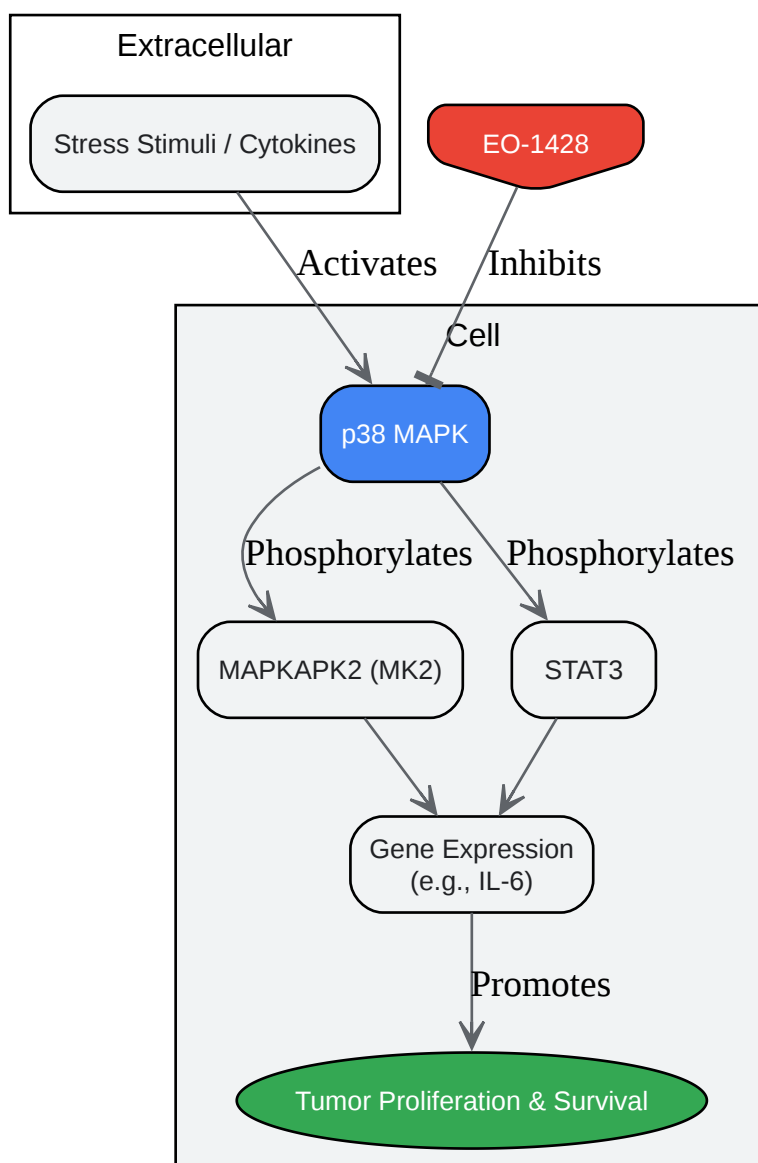 Extracellular
Stress Stimuli / Cytokines
EO-1428
Activates
Inhibits
Cell
p38 MAPK
Phosphorylates
Phosphorylates
MAPKAPK2 (MK2)
STAT3
Gene Expression
(e.g., IL-6)
Promotes
Tumor Proliferation & Survival